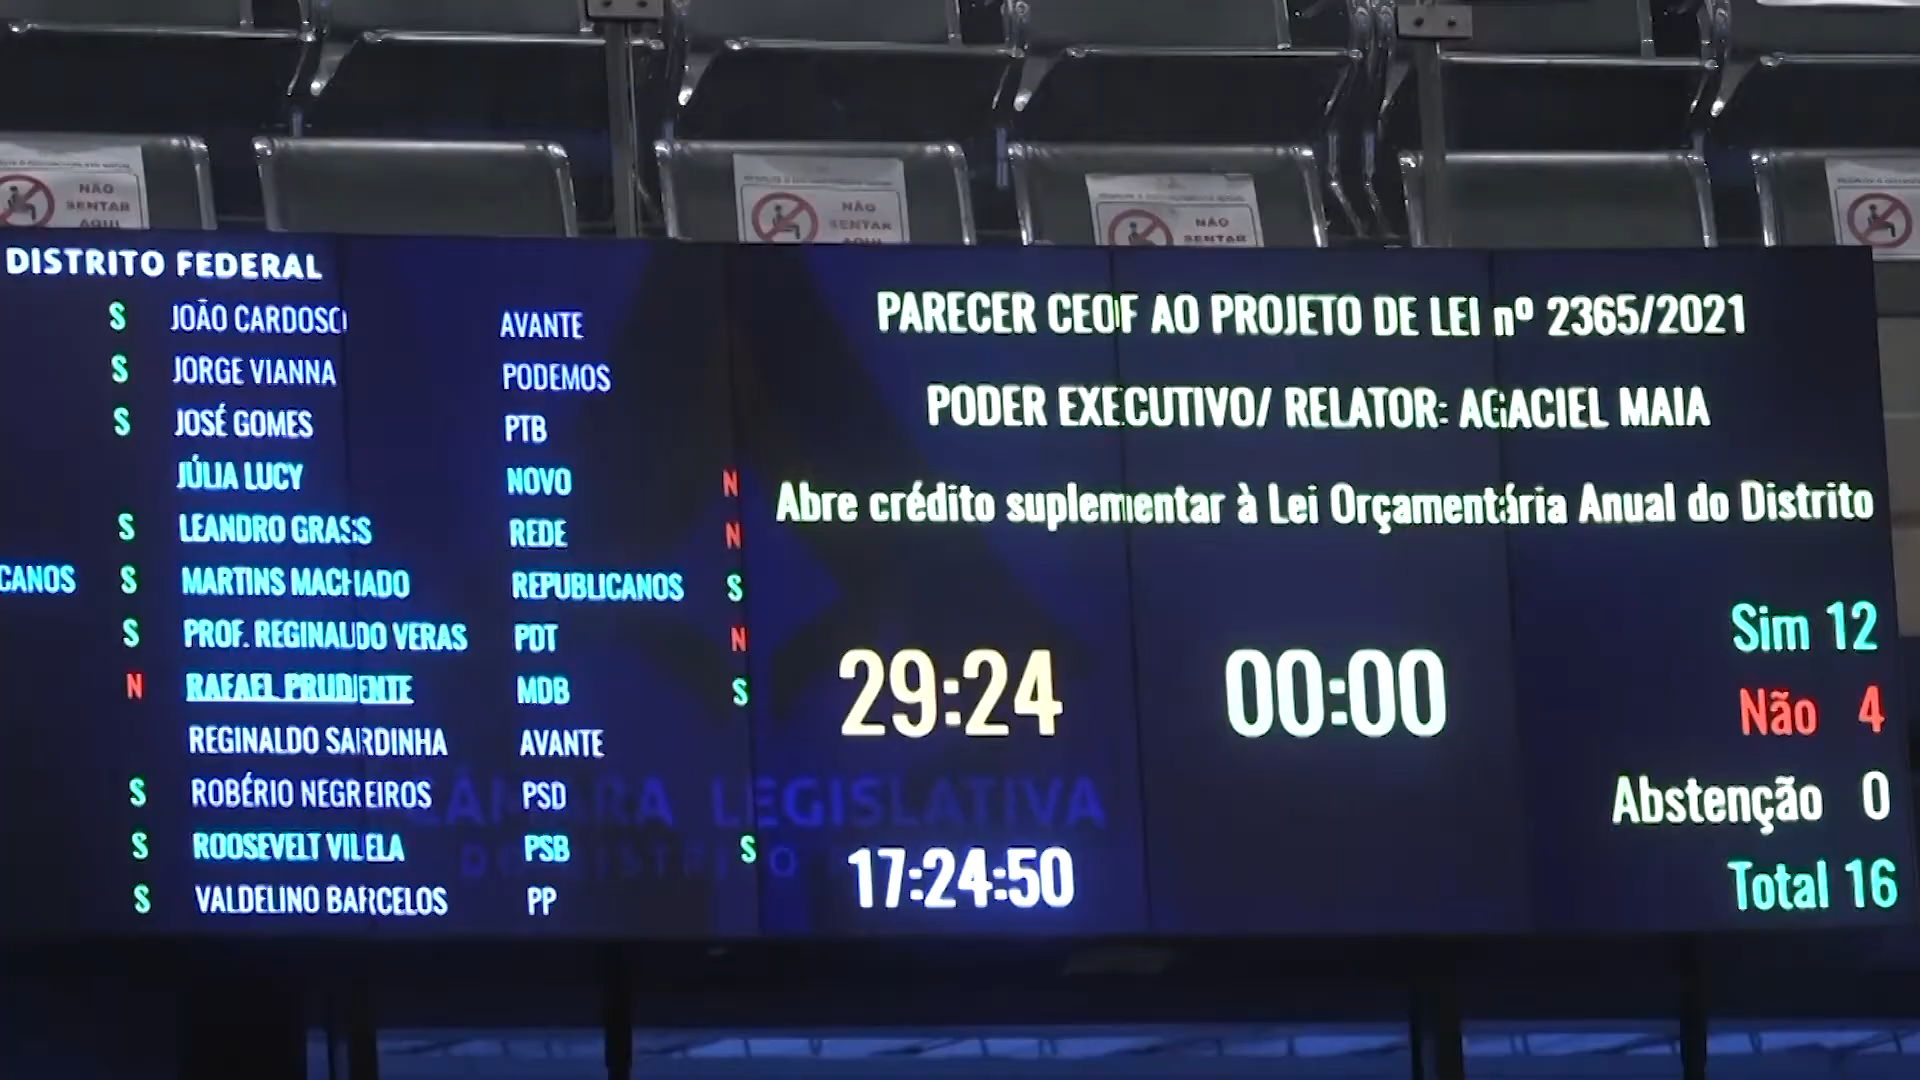 NÃO
SENTAR
AQUI
NÃO
SENTAR
AQUI
NÃO
SENTAR
DISTRITO FEDERAL
S JOÃO CARDOSO AVANTE
S JORGE VIANNA PODEMOS
S JOSÉ GOMES PTB
JÚLIA LUCY NOVO N
S LEANDRO GRASS REDE N
CANOS S MARTINS MACHADO REPUBLICANOS S
S PROF. REGINALDO VERAS PDT N
N RAFAEL PRUDENTE MDB S
REGINALDO SARDINHA AVANTE
S ROBÉRIO NEGREIROS PSD
S ROOSEVELT VILELA PSB S
S VALDELINO BARCELOS PP
CÂMARA LEGISLATIVA
PARECER CEOF AO PROJETO DE LEI nº 2365/2021
PODER EXECUTIVO/ RELATOR: AGACIEL MAIA
Abre crédito suplementar à Lei Orçamentária Anual do Distrito
29:24 00:00
17:24:50
Sim 12
Não 4
Abstenção 0
Total 16